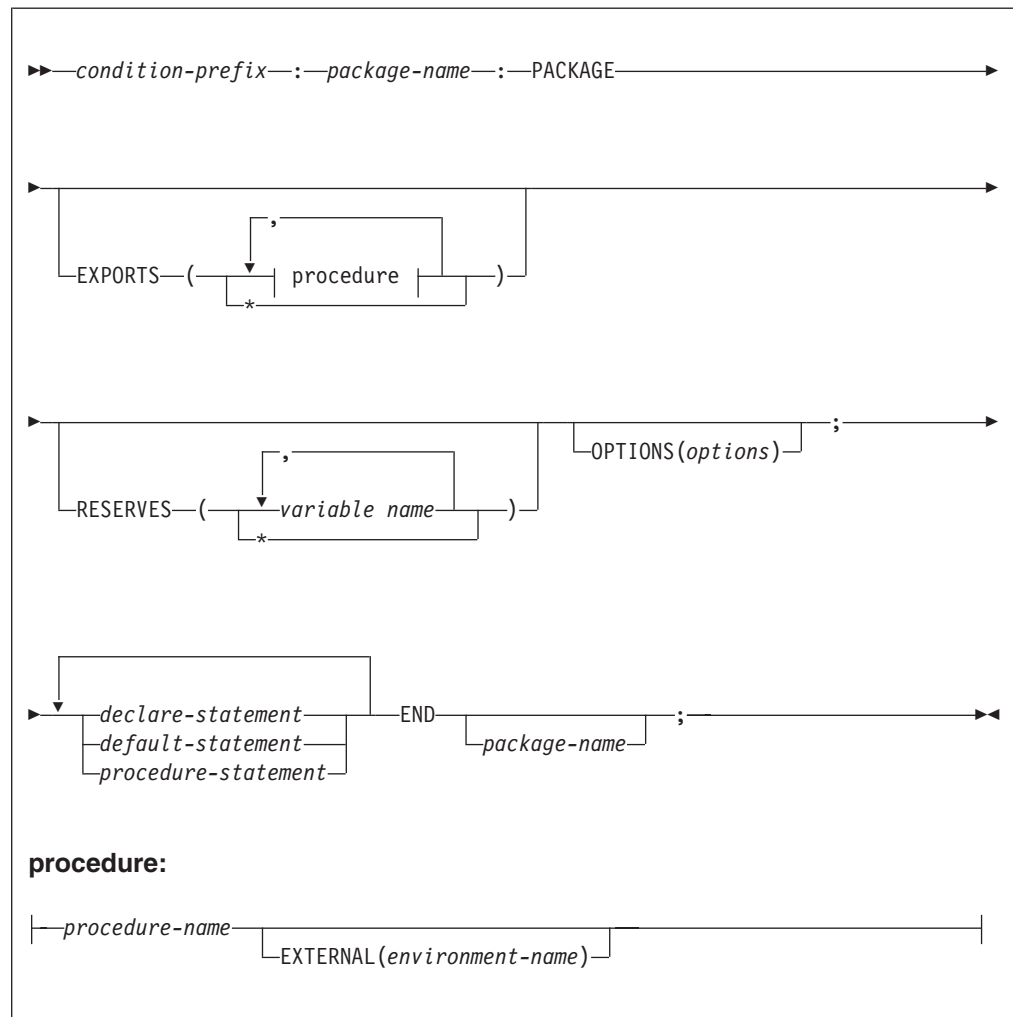 condition-prefix : package-name : PACKAGE
,
EXPORTS ( procedure )
*
,
RESERVES ( variable name ) OPTIONS(options) ;
*
declare-statement END package-name ;
default-statement
procedure-statement
procedure:
procedure-name EXTERNAL(environment-name)